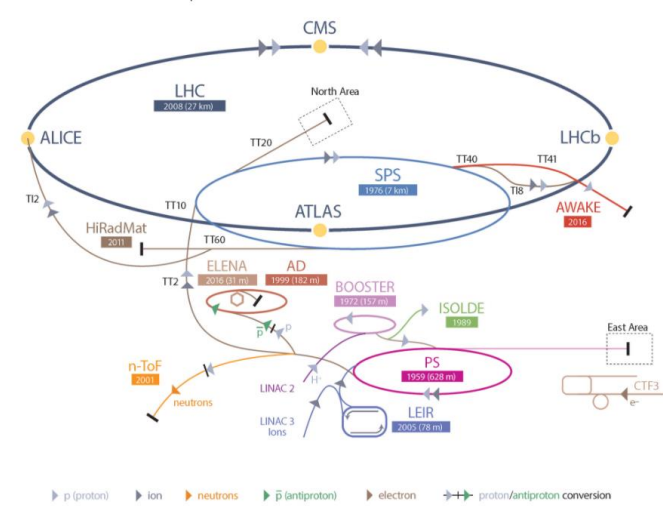 CMS
LHC
2008 (27 km)
North Area
ALICE
LHCb
TT20
TT40
TT41
SPS
1976 (7 km)
TI8
TI2
TT10
ATLAS
AWAKE
2016
HiRadMat
2011
TT60
ELENA
2016 (31 m)
AD
1999 (182 m)
TT2
BOOSTER
1972 (157 m)
ISOLDE
1989
p̅
p
East Area
n-ToF
2001
PS
1959 (628 m)
H⁻
LINAC 2
neutrons
CTF3
e⁻
LINAC 3
Ions
LEIR
2005 (78 m)
p (proton)
ion
neutrons
p̅ (antiproton)
electron
proton/antiproton conversion